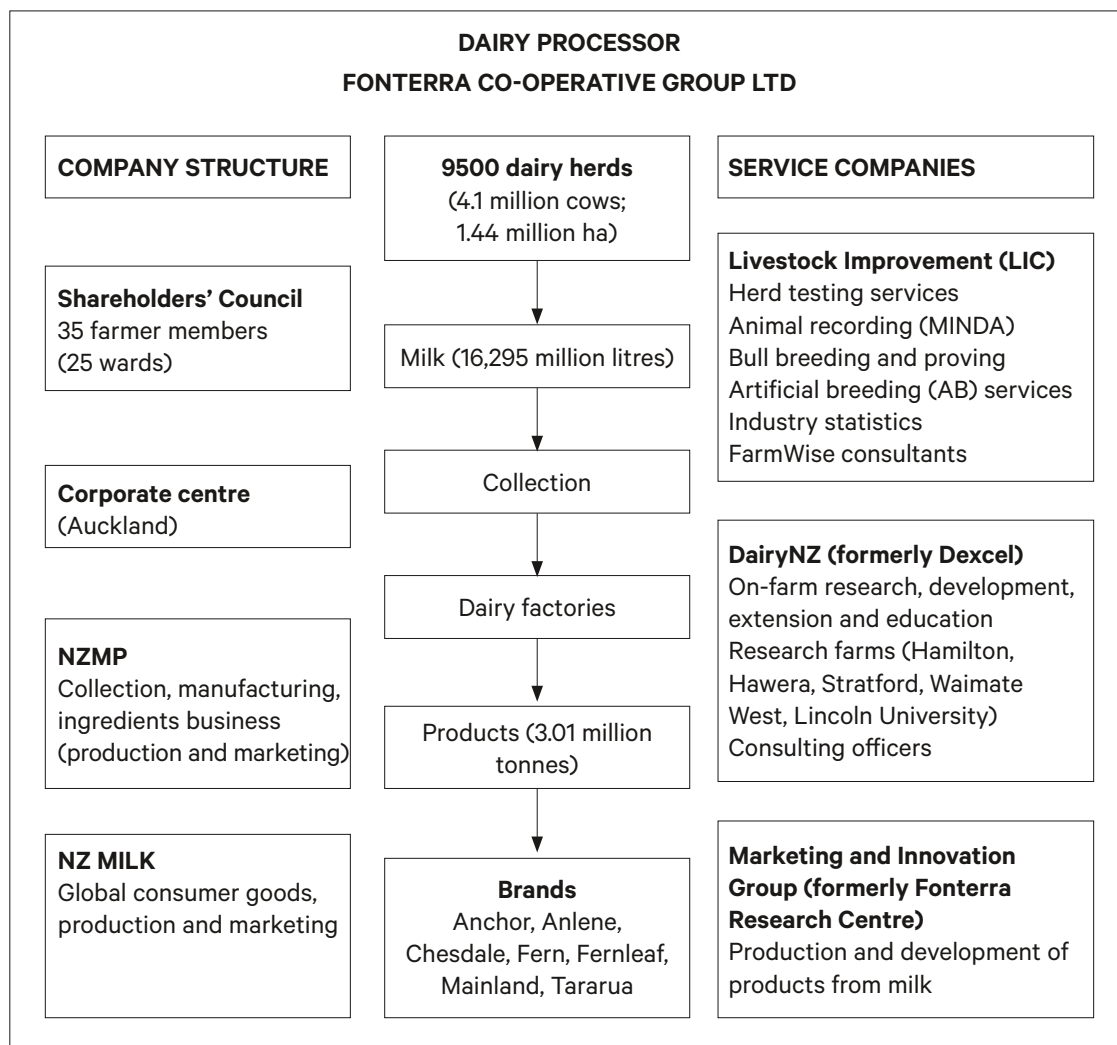 DAIRY PROCESSOR
FONTERRA CO-OPERATIVE GROUP LTD
COMPANY STRUCTURE
Shareholders’ Council
35 farmer members
(25 wards)
Corporate centre
(Auckland)
NZMP
Collection, manufacturing,
ingredients business
(production and marketing)
NZ MILK
Global consumer goods,
production and marketing
9500 dairy herds
(4.1 million cows;
1.44 million ha)
Milk (16,295 million litres)
Collection
Dairy factories
Products (3.01 million
tonnes)
Brands
Anchor, Anlene,
Chesdale, Fern, Fernleaf,
Mainland, Tararua
SERVICE COMPANIES
Livestock Improvement (LIC)
Herd testing services
Animal recording (MINDA)
Bull breeding and proving
Artificial breeding (AB) services
Industry statistics
FarmWise consultants
DairyNZ (formerly Dexcel)
On-farm research, development,
extension and education
Research farms (Hamilton,
Hawera, Stratford, Waimate
West, Lincoln University)
Consulting officers
Marketing and Innovation
Group (formerly Fonterra
Research Centre)
Production and development of
products from milk